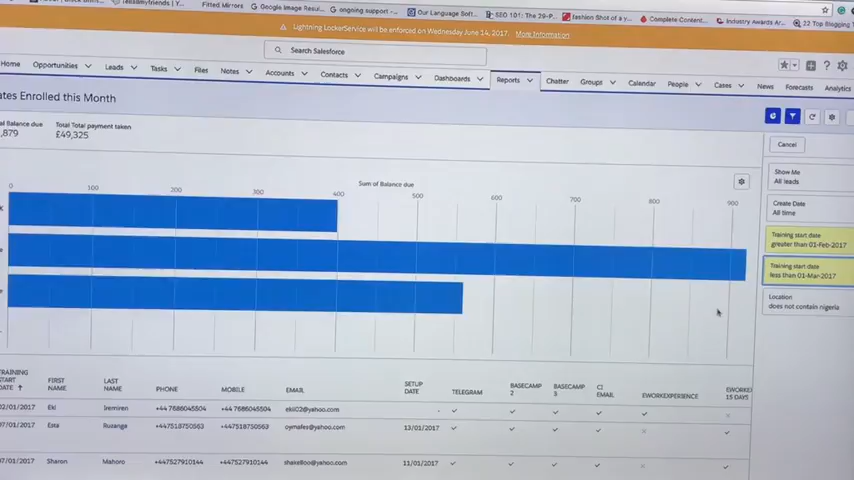 Fitted Mirrors
Google Image Resul...
ongoing support - ...
Our Language Soft...
SEO 101: The 29-P...
fashion Shot of a y...
Complete Content...
Industry Awards Ar...
22 Top Blogging
Lightning LockerService will be enforced on Wednesday June 14, 2017. More Information
Search Salesforce
Home Opportunities Leads Tasks Files Notes Accounts Contacts Campaigns Dashboards Reports Chatter Groups Calendar People Cases News Forecasts Analytics
ates Enrolled this Month
al Balance due
,879
Total Total payment taken
£49,325
Cancel
Show Me
All leads
Create Date
All time
Training start date
greater than 01-Feb-2017
Training start date
less than 01-Mar-2017
Location
does not contain nigeria
Sum of Balance due
0 100 200 300 400 500 600 700 800 900
TRAINING START DATE FIRST NAME LAST NAME PHONE MOBILE EMAIL SETUP DATE TELEGRAM BASECAMP 2 BASECAMP 3 CI EMAIL EWORKEXPERIENCE EWORKE 15 DAYS
02/01/2017 Eki Iremiren +44 7686045504 +44 7686045504 ekii02@yahoo.com -
07/01/2017 Esta Ruzange +447518750563 +447518750563 oymafes@yahoo.com 13/01/2017
07/01/2017 Sharon Mahoro +447527910144 +447527910144 shakelloo@yahoo.com 11/01/2017